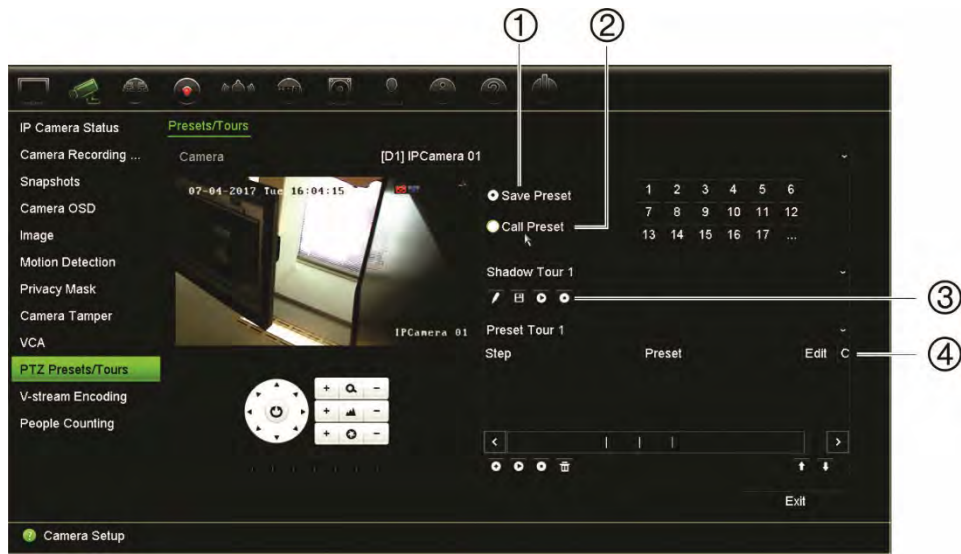 ① ②
IP Camera Status
Camera Recording ...
Snapshots
Camera OSD
Image
Motion Detection
Privacy Mask
Camera Tamper
VCA
PTZ Presets/Tours
V-stream Encoding
People Counting
Presets/Tours
Camera [D1] IPCamera 01
07-04-2017 Tue 16:04:15
IPCamera 01
Save Preset
Call Preset
1 2 3 4 5 6
7 8 9 10 11 12
13 14 15 16 17 ...
Shadow Tour 1
③
Preset Tour 1
Step Preset Edit C
④
Exit
Camera Setup